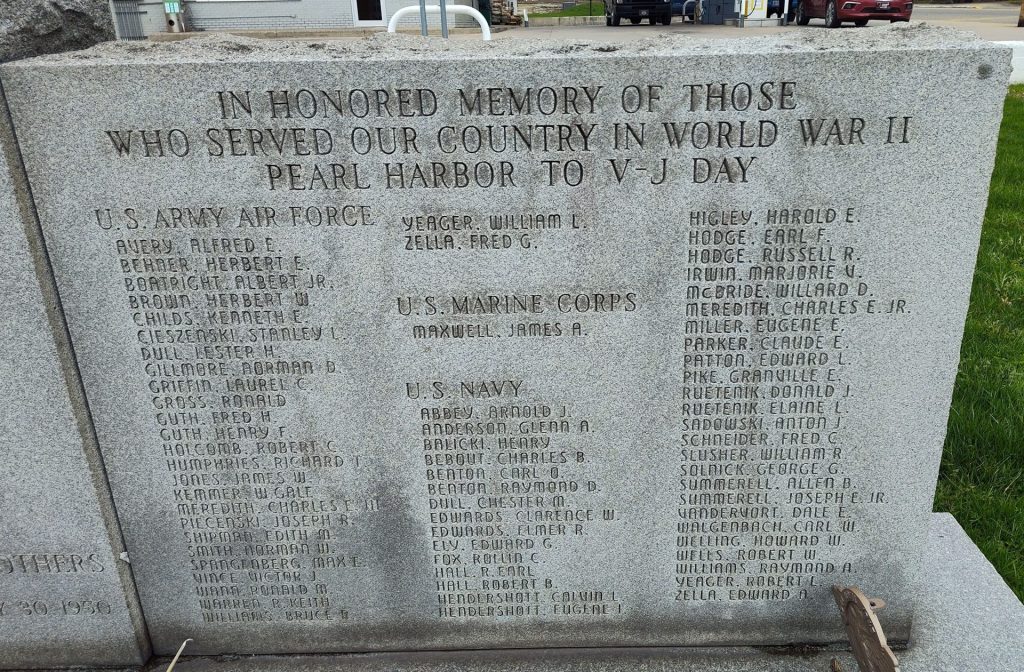 IN HONORED MEMORY OF THOSE
WHO SERVED OUR COUNTRY IN WORLD WAR II
PEARL HARBOR TO V-J DAY
U.S. ARMY AIR FORCE
AVERY, ALFRED E.
BEHNER, HERBERT E.
BOATRIGHT, ALBERT JR.
BROWN, HERBERT W.
CHILDS, KENNETH E.
CIESZENSKI, STANLEY L.
DULL, LESTER H.
GILLMORE, NORMAN D.
GRIFFIN, LAUREL C.
GROSS, RONALD
GUTH, FRED H.
GUTH, HENRY F.
HOLCOMB, ROBERT C.
HUMPHRIES, RICHARD T.
JONES, JAMES W.
KEMMER, W. GALE
MEREDITH, CHARLES E.
PIECENSKI, JOSEPH R.
SHIPMAN, EDITH M.
SMITH, NORMAN W.
SPANGENBERG, MAX E.
VINCE, VICTOR J.
WANN, RONALD M.
WARREN, R. KEITH
WILLIAMS, BRUCE B.
YEAGER, WILLIAM L.
ZELLA, FRED G.
U.S. MARINE CORPS
MAXWELL, JAMES A.
U.S. NAVY
ABBEY, ARNOLD J.
ANDERSON, GLENN A.
BALICKI, HENRY
BEBOUT, CHARLES B.
BENTON, CARL O.
BENTON, RAYMOND D.
DULL, CHESTER M.
EDWARDS, CLARENCE W.
EDWARDS, ELMER R.
ELY, EDWARD G.
FOX, ROLLIN C.
HALL, R. EARL
HALL, ROBERT B.
HENDERSHOTT, CALVIN L.
HENDERSHOTT, EUGENE J.
HIGLEY, HAROLD E.
HODGE, EARL F.
HODGE, RUSSELL R.
IRWIN, MARJORIE V.
McBRIDE, WILLARD D.
MEREDITH, CHARLES E. JR.
MILLER, EUGENE E.
PARKER, CLAUDE E.
PATTON, EDWARD L.
PIKE, GRANVILLE E.
RUETENIK, DONALD J.
RUETENIK, ELAINE L.
SADOWSKI, ANTON J.
SCHNEIDER, FRED C.
SLUSHER, WILLIAM R.
SOLNICK, GEORGE G.
SUMMERELL, ALLEN B.
SUMMERELL, JOSEPH E. JR.
VANDERVORT, DALE E.
WALGENBACH, CARL W.
WELLING, HOWARD W.
WELLS, ROBERT W.
WILLIAMS, RAYMOND A.
YEAGER, ROBERT L.
ZELLA, EDWARD A.
OTHERS
30 1950